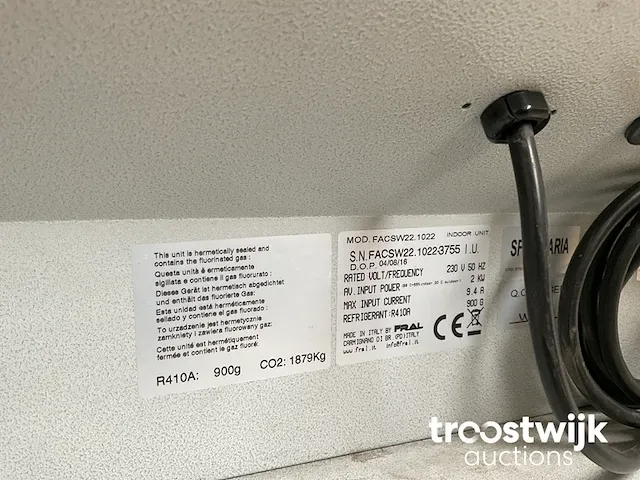 This unit is hermetically sealed and
contains the fluorinated gas:
Questa unità è ermeticamente
sigillata e contiene il gas fluorurato:
Dieses Gerät ist hermetisch abgedichtet
und enthält das fluorierte Gas:
Esta unidad está herméticamente
sellado y contiene el gas fluorado:
To urzadzenie jest hermetycznie
zamkniety i zawiera fluorowany gaz:
Cette unité est hermétiquement
fermée et contient le gaz fluoré:
R410A: 900g CO2: 1879Kg
MOD. FACSW22.1022 INDOOR UNIT
S.N. FACSW22.1022-3755 I.U.
D.O.P. 04/08/16
RATED VOLT/FREQUENCY 230 V 50 HZ
AV. INPUT POWER 2 KW
MAX INPUT CURRENT 9.4 A
REFRIGERANT: R410A 900 G
MADE IN ITALY BY FRAL
CARMIGNANO DI BR. (PD) ITALY
www.fral.it info@fral.it
CE
ARIA
Q.C.
troostwijk
auctions